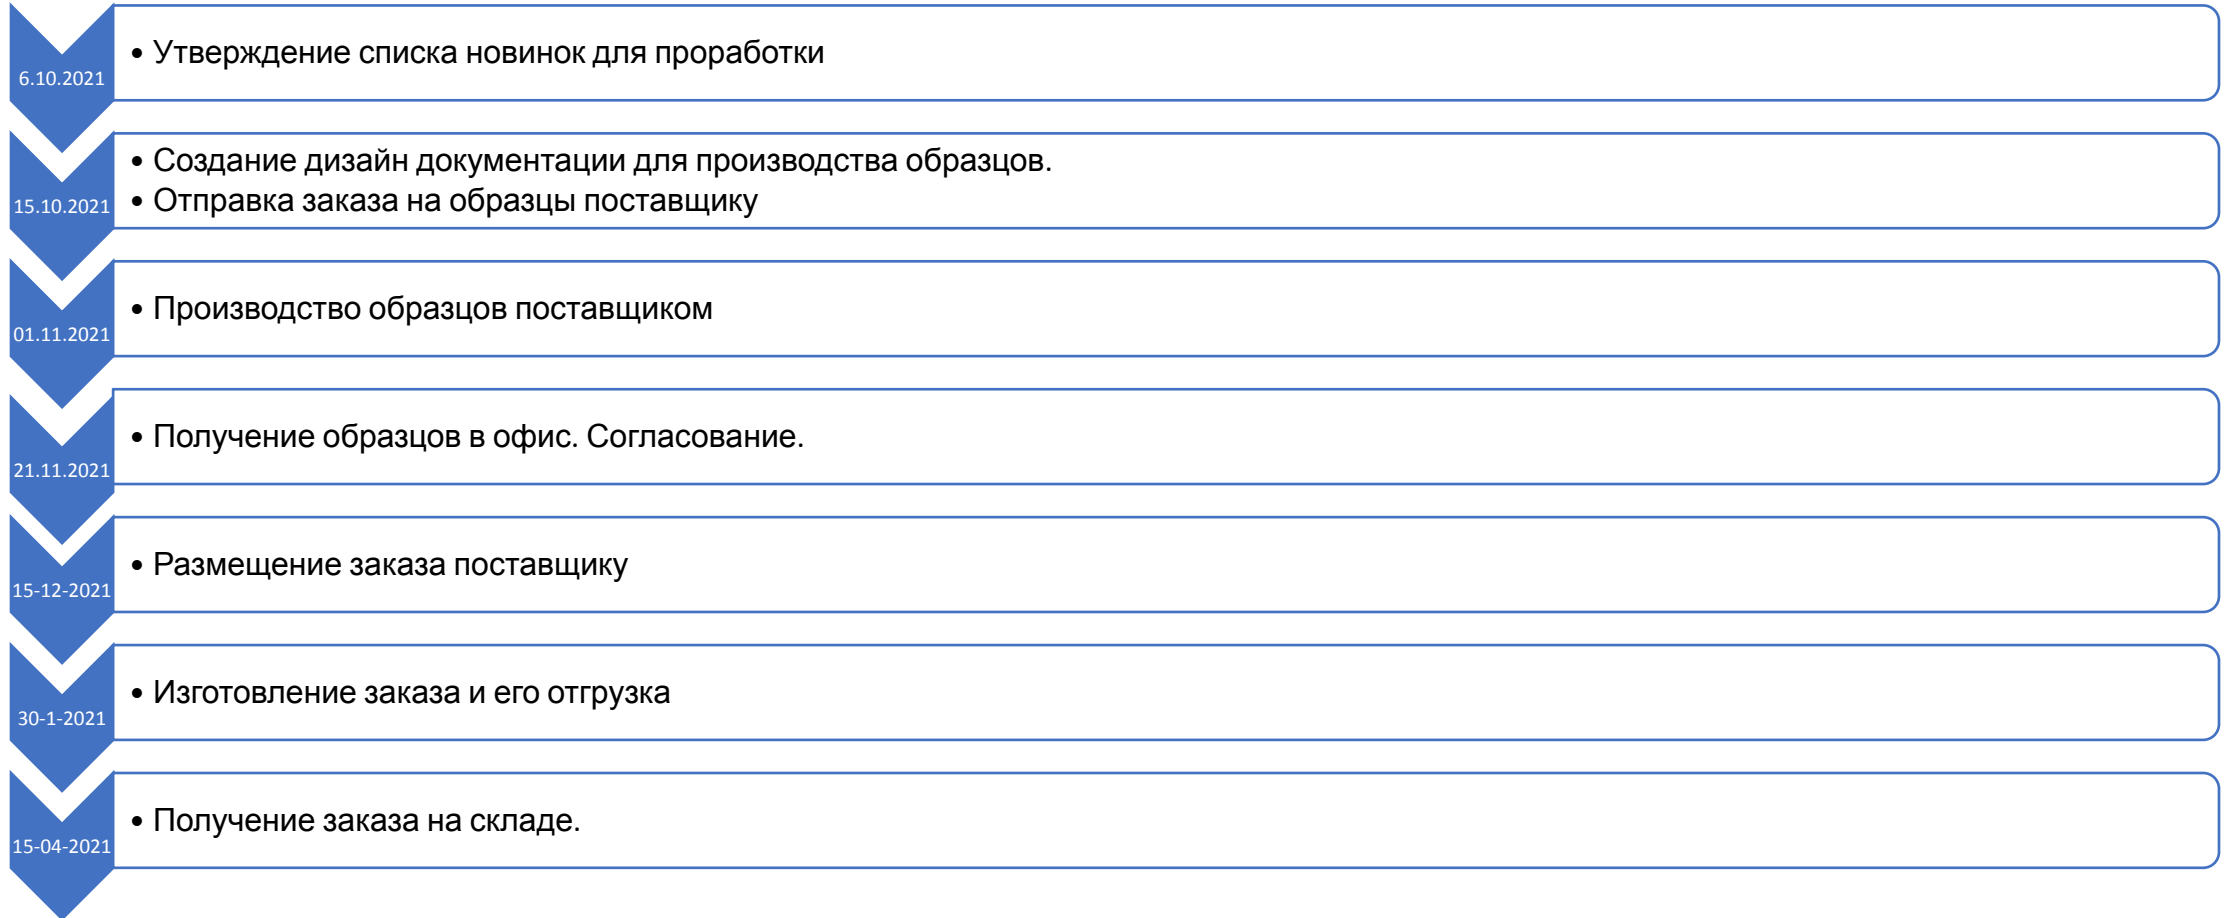 6.10.2021
• Утверждение списка новинок для проработки
15.10.2021
• Создание дизайн документации для производства образцов.
• Отправка заказа на образцы поставщику
01.11.2021
• Производство образцов поставщиком
21.11.2021
• Получение образцов в офис. Согласование.
15-12-2021
• Размещение заказа поставщику
30-1-2021
• Изготовление заказа и его отгрузка
15-04-2021
• Получение заказа на складе.